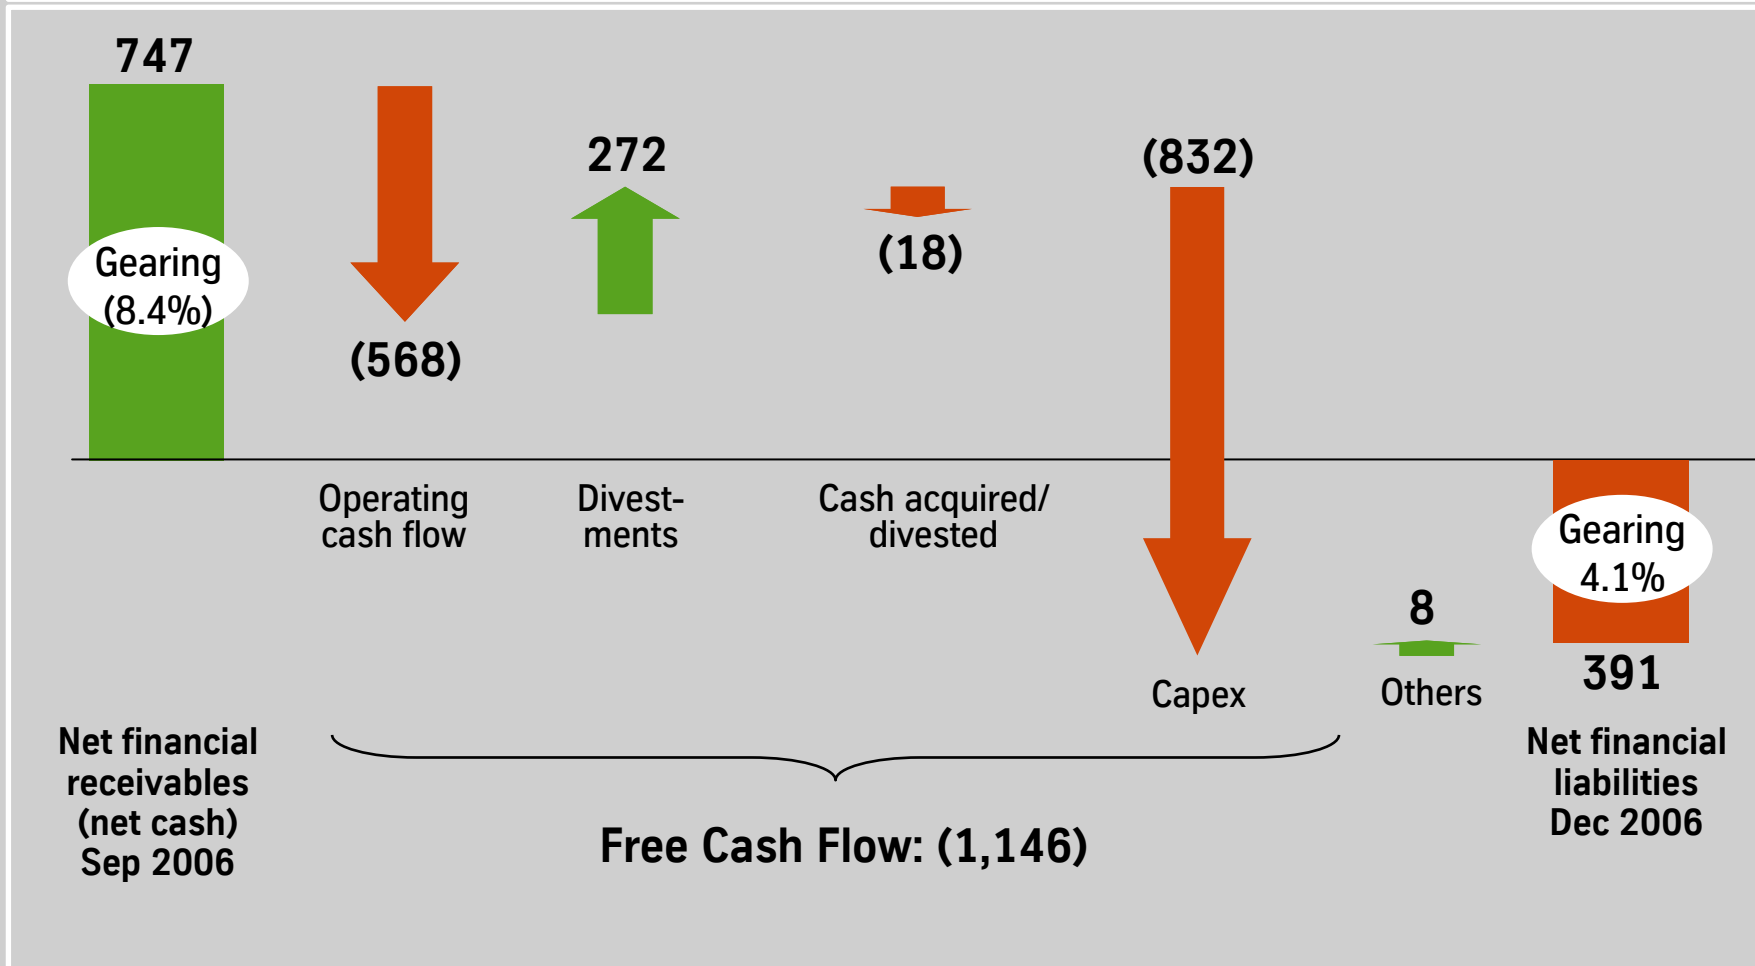 747
Gearing
(8.4%)
(568)
272
(18)
(832)
Operating
cash flow
Divest-
ments
Cash acquired/
divested
Capex
8
Others
Gearing
4.1%
391
Net financial
receivables
(net cash)
Sep 2006
Free Cash Flow: (1,146)
Net financial
liabilities
Dec 2006